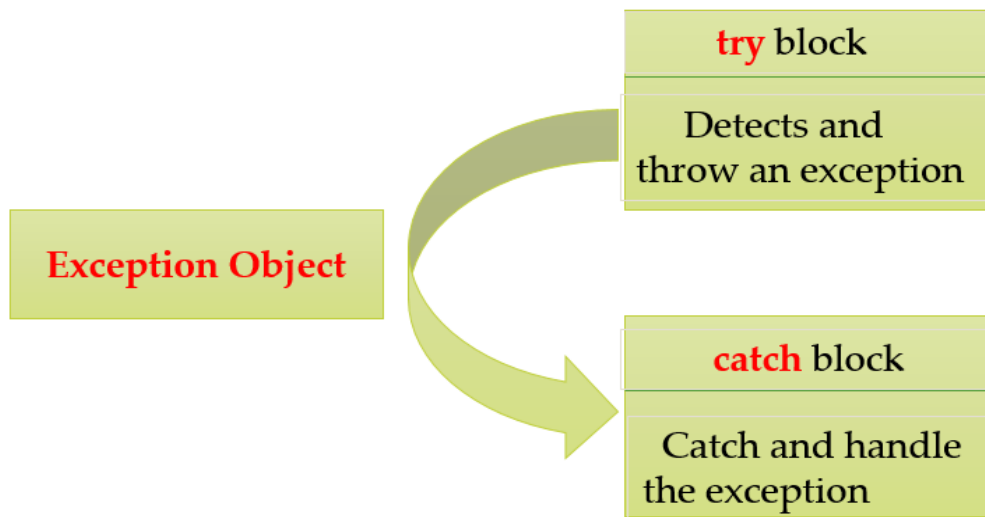 try block
Detects and
throw an exception
Exception Object
catch block
Catch and handle
the exception